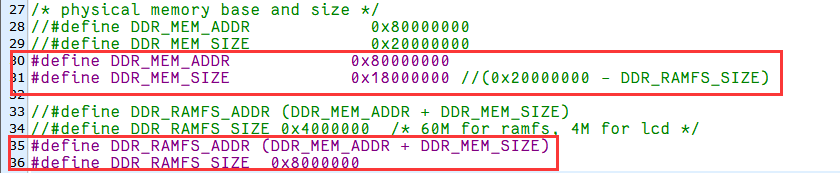 27 /* physical memory base and size */
28 //#define DDR_MEM_ADDR 0x80000000
29 //#define DDR_MEM_SIZE 0x20000000
30 #define DDR_MEM_ADDR 0x80000000
31 #define DDR_MEM_SIZE 0x18000000 //(0x20000000 - DDR_RAMFS_SIZE)
32
33 //#define DDR_RAMFS_ADDR (DDR_MEM_ADDR + DDR_MEM_SIZE)
34 //#define DDR_RAMFS_SIZE 0x4000000 /* 60M for ramfs, 4M for lcd */
35 #define DDR_RAMFS_ADDR (DDR_MEM_ADDR + DDR_MEM_SIZE)
36 #define DDR_RAMFS_SIZE 0x8000000